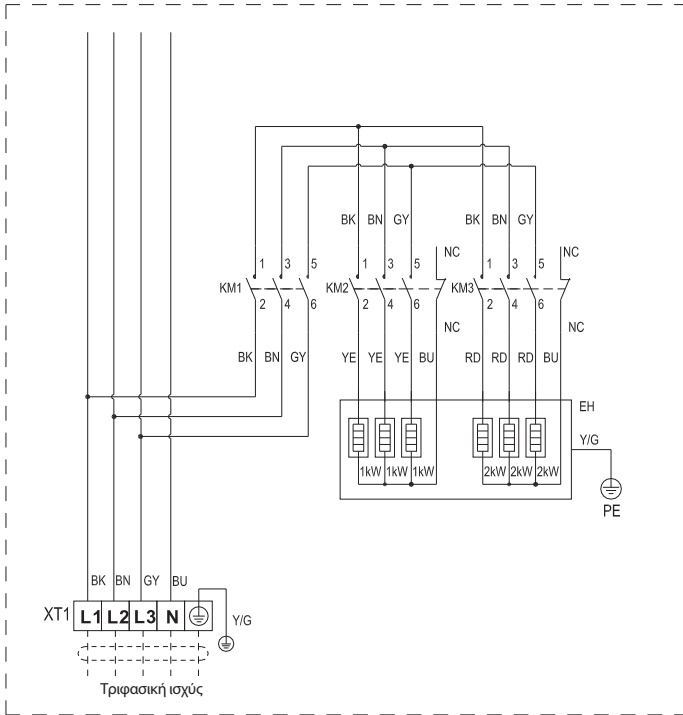 BK BN GY BK BN GY
1 3 5 1 3 5 NC 1 3 5 NC
KM1 KM2 KM3
2 4 6 2 4 6 2 4 6
NC NC
BK BN GY YE YE YE BU RD RD RD BU
EH
Y/G
1kW 1kW 1kW 2kW 2kW 2kW
PE
BK BN GY BU
XT1 L1 L2 L3 N Y/G
Τριφασική ισχύς